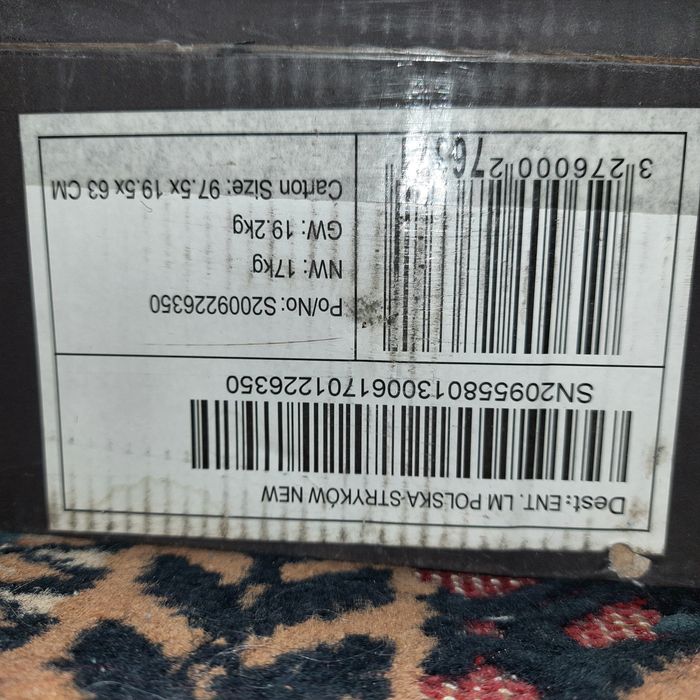 Dest: ENT. LM POLSKA-STRYKÓW NEW
SN2095580130061701226350
Po/No: S2009226350
NW: 17kg
GW: 19.2kg
Carton Size: 97.5x 19.5x 63 CM
3 276000